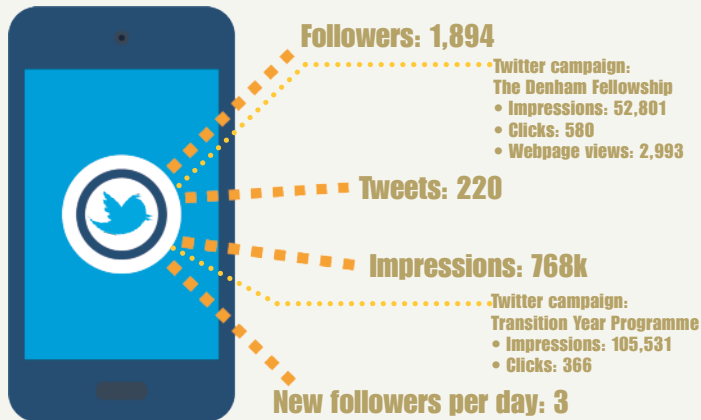 Followers: 1,894
Twitter campaign:
The Denham Fellowship
• Impressions: 52,801
• Clicks: 580
• Webpage views: 2,993
Tweets: 220
Impressions: 768k
Twitter campaign:
Transition Year Programme
• Impressions: 105,531
• Clicks: 366
New followers per day: 3